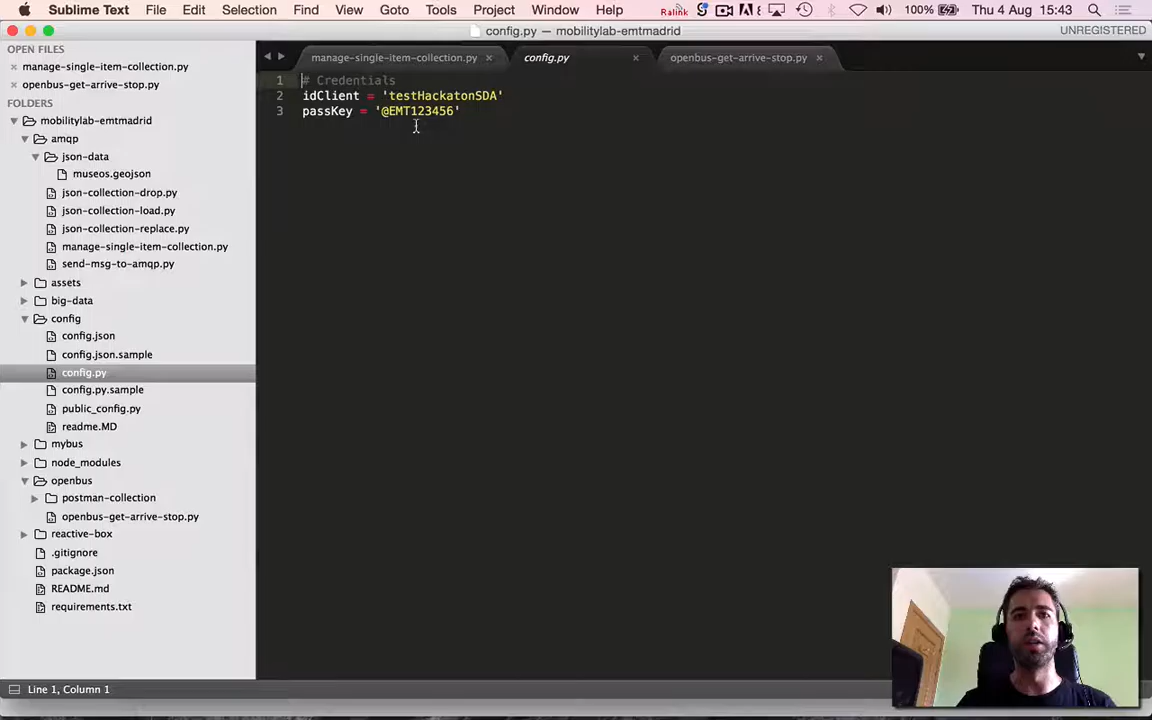 Sublime Text File Edit Selection Find View Goto Tools Project Window Help Ralink 8 100% Thu 4 Aug 15:43
config.py — mobilitylab-emtmadrid UNREGISTERED
OPEN FILES
manage-single-item-collection.py
openbus-get-arrive-stop.py
FOLDERS
mobilitylab-emtmadrid
amqp
json-data
museos.geojson
json-collection-drop.py
json-collection-load.py
json-collection-replace.py
manage-single-item-collection.py
send-msg-to-amqp.py
assets
big-data
config
config.json
config.json.sample
config.py
config.py.sample
public_config.py
readme.MD
mybus
node_modules
openbus
postman-collection
openbus-get-arrive-stop.py
reactive-box
.gitignore
package.json
README.md
requirements.txt
manage-single-item-collection.py config.py openbus-get-arrive-stop.py
1 # Credentials
2 idClient = 'testHackatonSDA'
3 passKey = '@EMT123456'
Line 1, Column 1